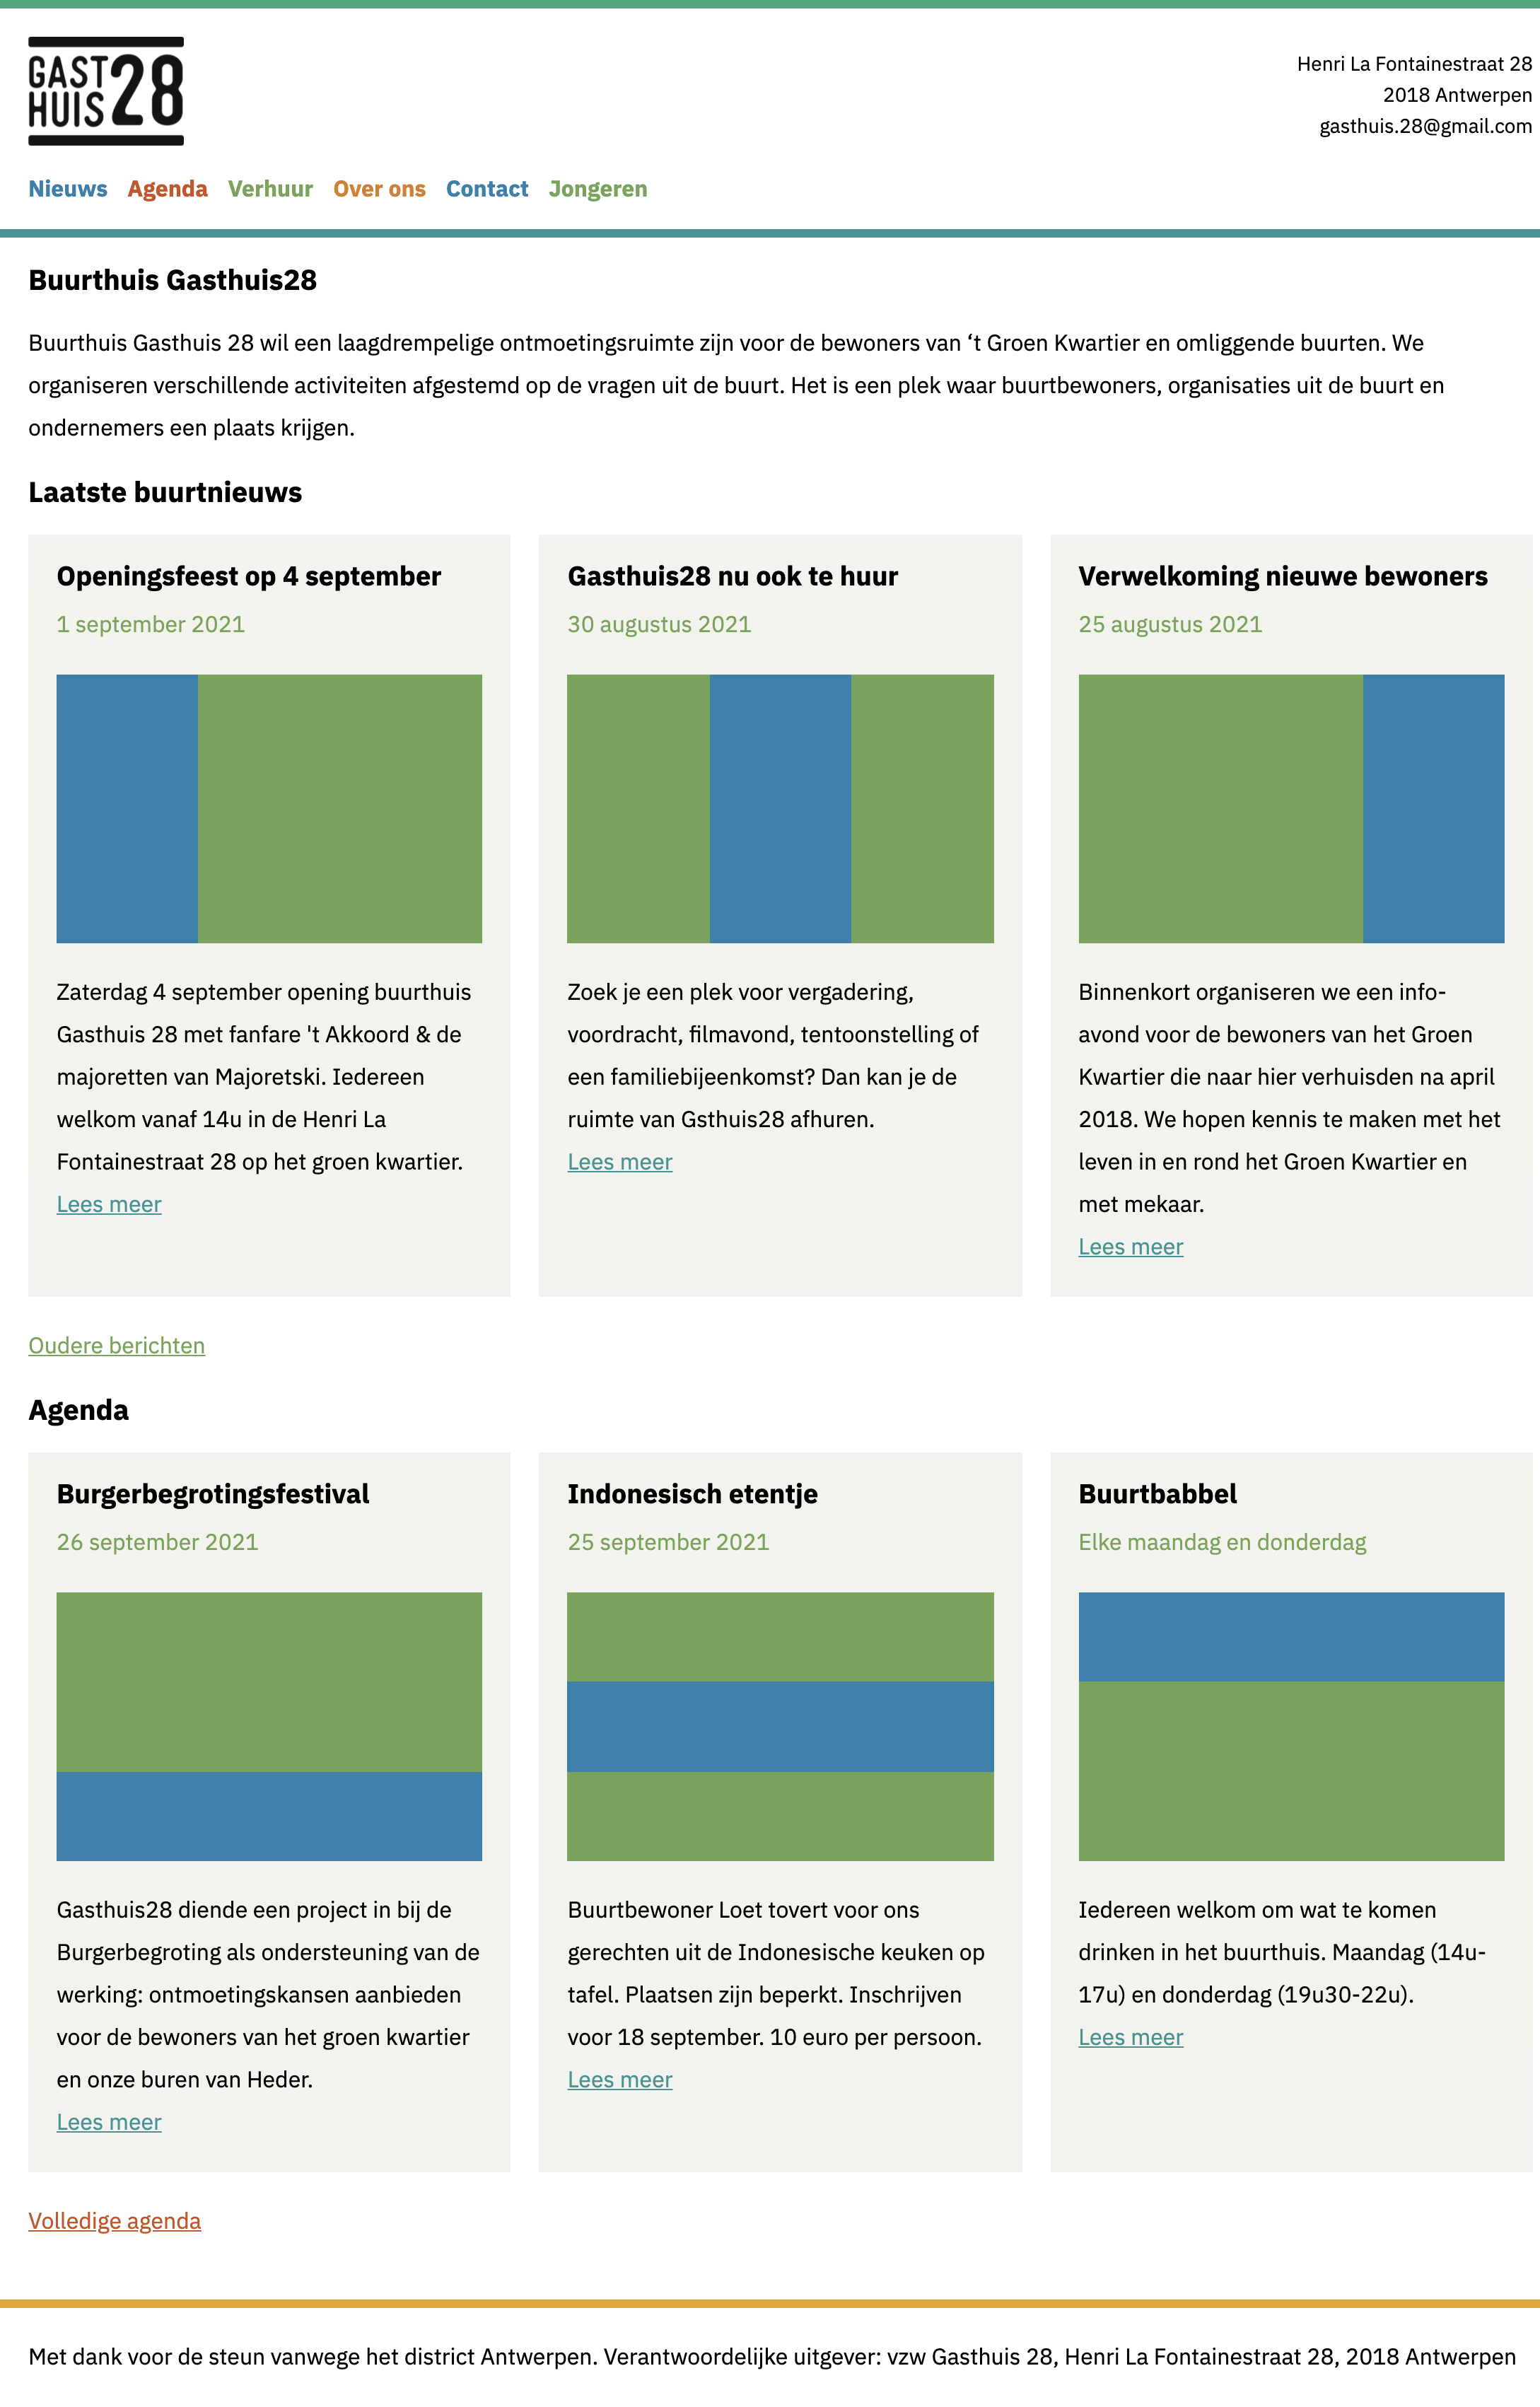 GAST
HUIS 28
Henri La Fontainestraat 28
2018 Antwerpen
gasthuis.28@gmail.com
Nieuws Agenda Verhuur Over ons Contact Jongeren
Buurthuis Gasthuis28
Buurthuis Gasthuis 28 wil een laagdrempelige ontmoetingsruimte zijn voor de bewoners van ‘t Groen Kwartier en omliggende buurten. We
organiseren verschillende activiteiten afgestemd op de vragen uit de buurt. Het is een plek waar buurtbewoners, organisaties uit de buurt en
ondernemers een plaats krijgen.
Laatste buurtnieuws
Openingsfeest op 4 september
1 september 2021
Zaterdag 4 september opening buurthuis
Gasthuis 28 met fanfare 't Akkoord & de
majoretten van Majoretski. Iedereen
welkom vanaf 14u in de Henri La
Fontainestraat 28 op het groen kwartier.
Lees meer
Gasthuis28 nu ook te huur
30 augustus 2021
Zoek je een plek voor vergadering,
voordracht, filmavond, tentoonstelling of
een familiebijeenkomst? Dan kan je de
ruimte van Gsthuis28 afhuren.
Lees meer
Verwelkoming nieuwe bewoners
25 augustus 2021
Binnenkort organiseren we een info-
avond voor de bewoners van het Groen
Kwartier die naar hier verhuisden na april
2018. We hopen kennis te maken met het
leven in en rond het Groen Kwartier en
met mekaar.
Lees meer
Oudere berichten
Agenda
Burgerbegrotingsfestival
26 september 2021
Gasthuis28 diende een project in bij de
Burgerbegroting als ondersteuning van de
werking: ontmoetingskansen aanbieden
voor de bewoners van het groen kwartier
en onze buren van Heder.
Lees meer
Indonesisch etentje
25 september 2021
Buurtbewoner Loet tovert voor ons
gerechten uit de Indonesische keuken op
tafel. Plaatsen zijn beperkt. Inschrijven
voor 18 september. 10 euro per persoon.
Lees meer
Buurtbabbel
Elke maandag en donderdag
Iedereen welkom om wat te komen
drinken in het buurthuis. Maandag (14u-
17u) en donderdag (19u30-22u).
Lees meer
Volledige agenda
Met dank voor de steun vanwege het district Antwerpen. Verantwoordelijke uitgever: vzw Gasthuis 28, Henri La Fontainestraat 28, 2018 Antwerpen